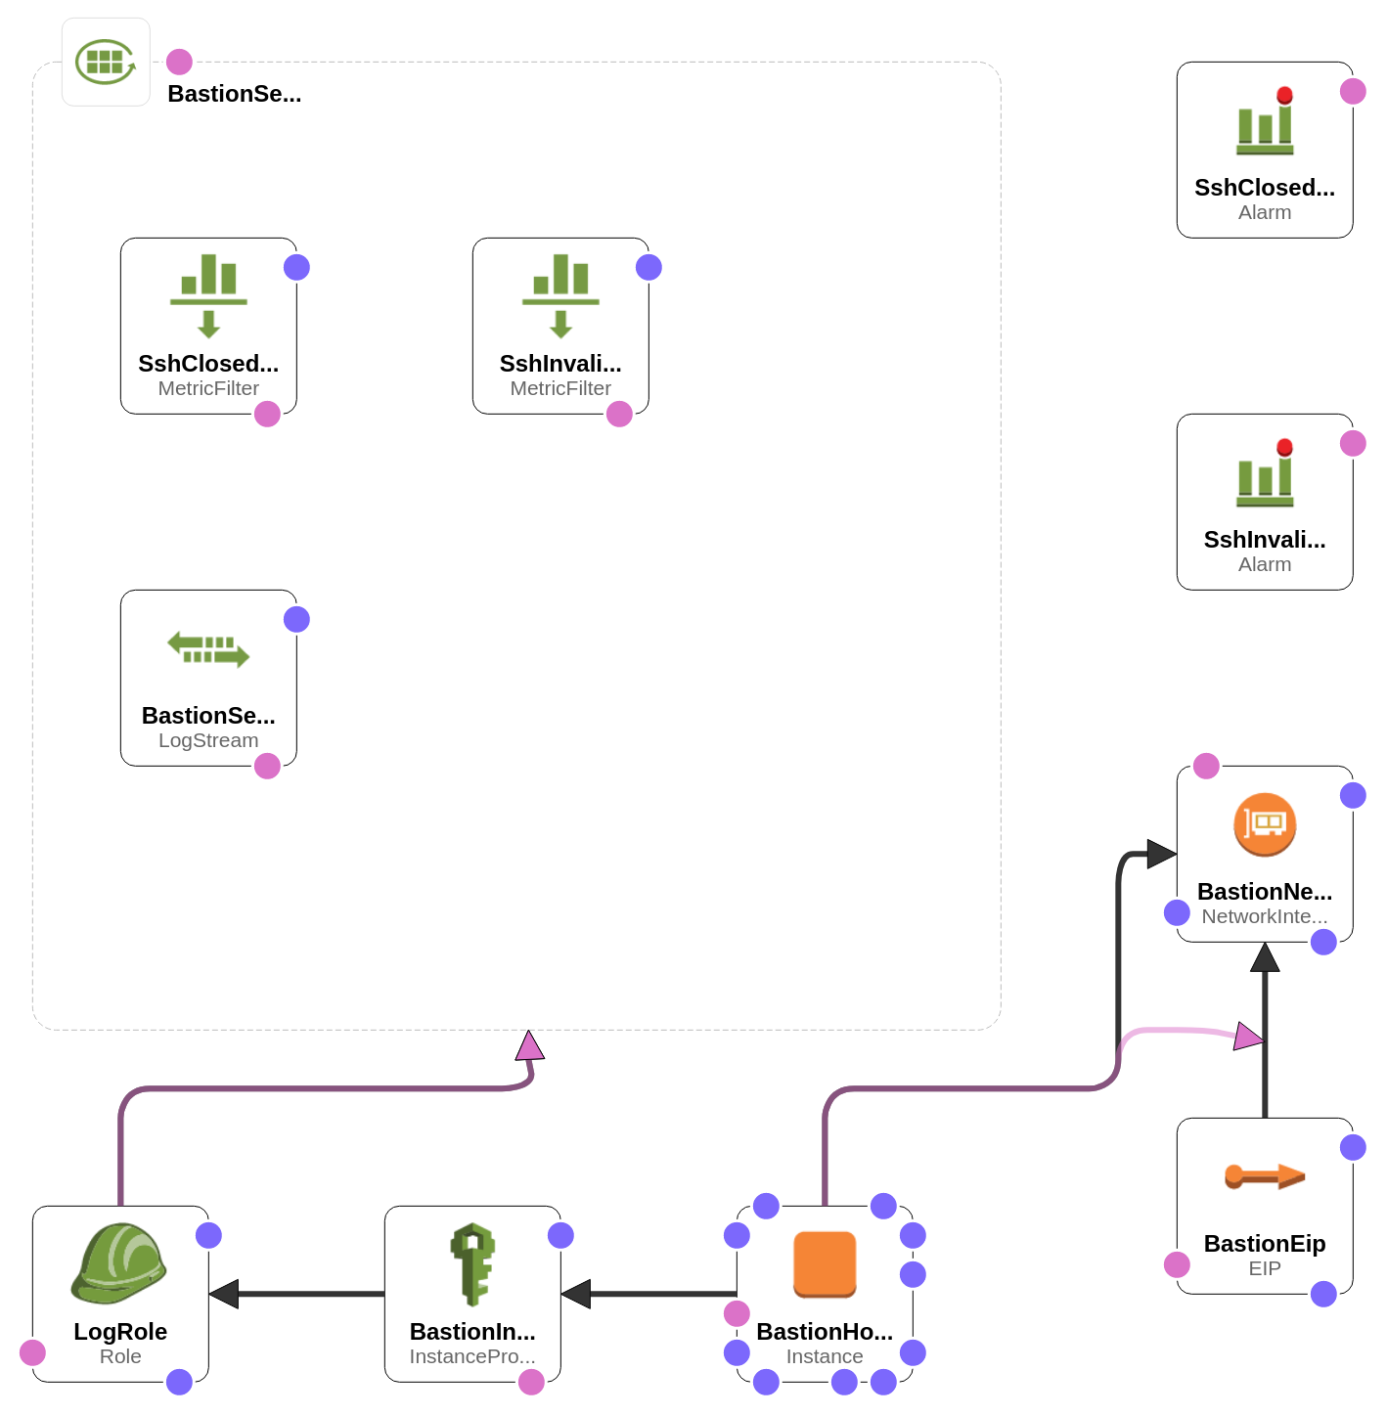 BastionSe...
SshClosed...
Alarm
SshClosed...
MetricFilter
SshInvali...
MetricFilter
SshInvali...
Alarm
BastionSe...
LogStream
BastionNe...
NetworkInte...
BastionEip
EIP
LogRole
Role
BastionIn...
InstancePro...
BastionHo...
Instance